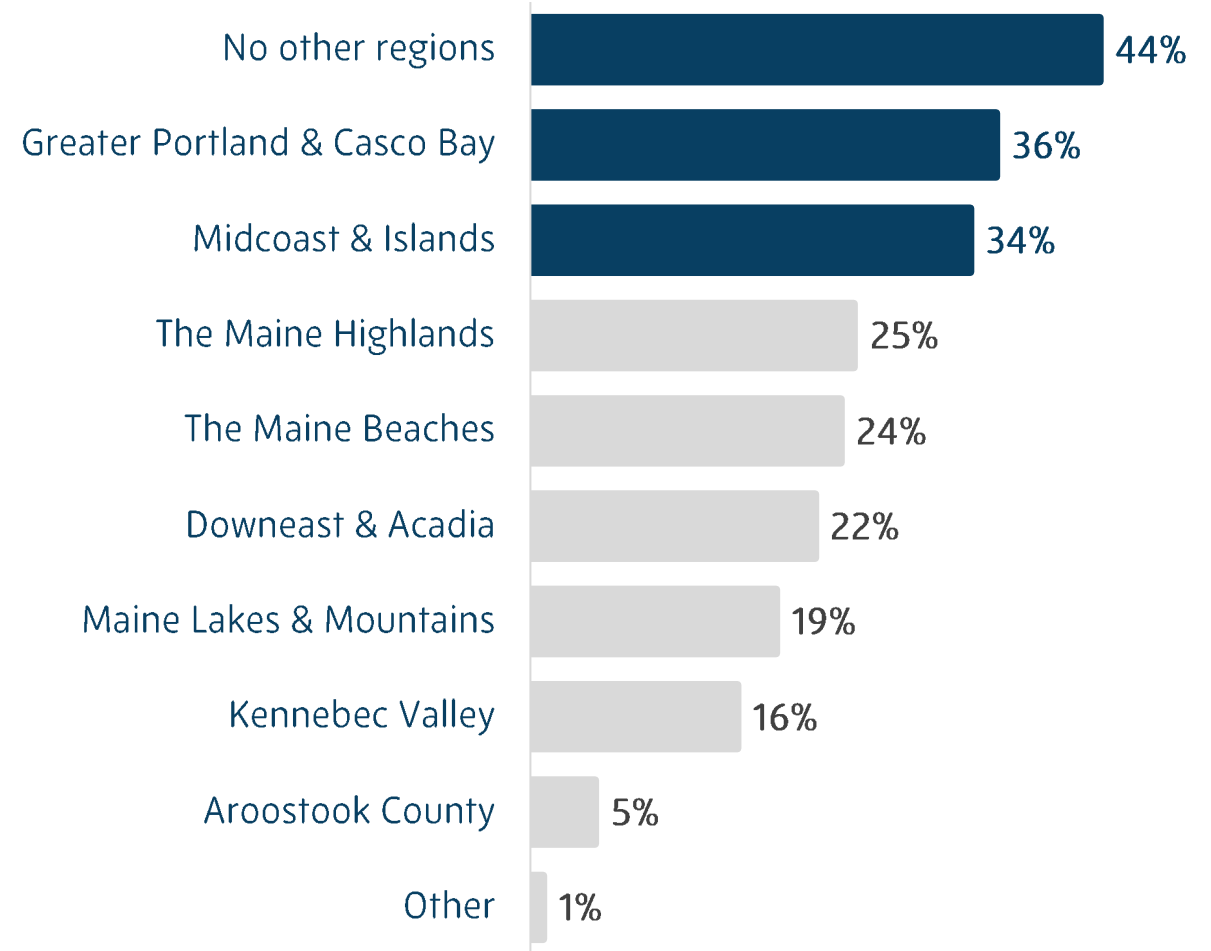 No other regions 44%
Greater Portland & Casco Bay 36%
Midcoast & Islands 34%
The Maine Highlands 25%
The Maine Beaches 24%
Downeast & Acadia 22%
Maine Lakes & Mountains 19%
Kennebec Valley 16%
Aroostook County 5%
Other 1%